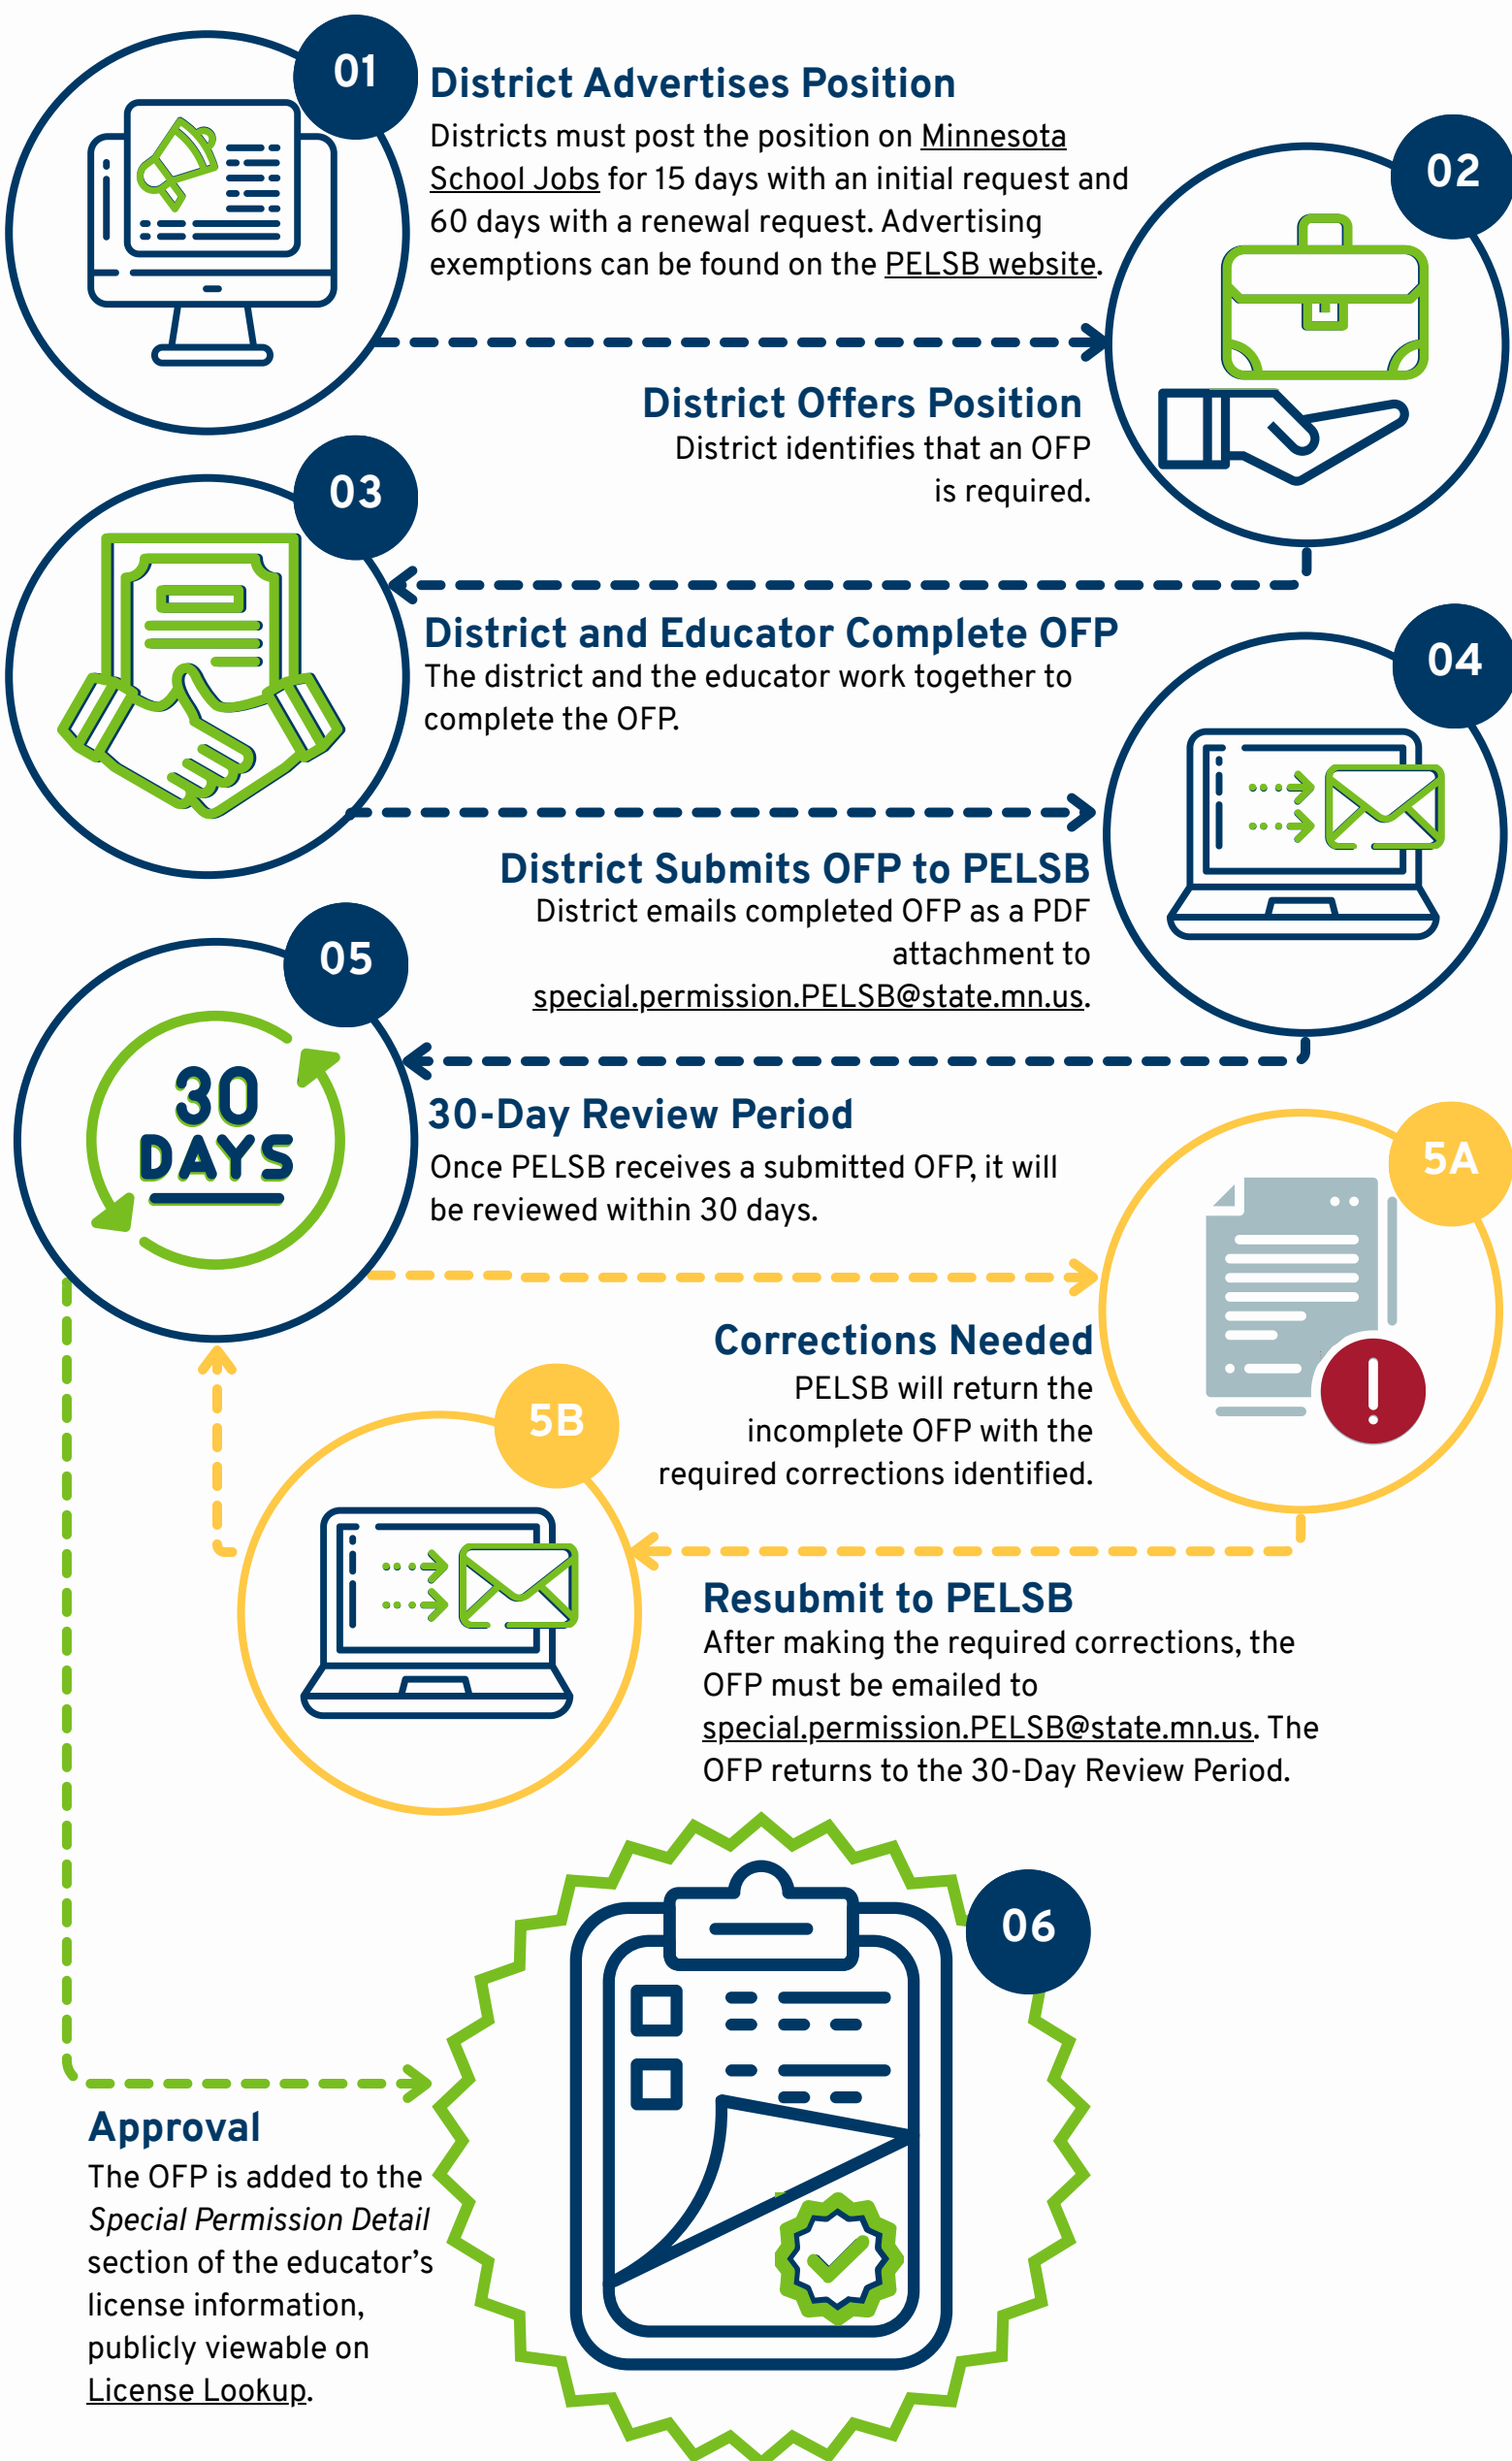 01
District Advertises Position
Districts must post the position on Minnesota
School Jobs for 15 days with an initial request and
60 days with a renewal request. Advertising
exemptions can be found on the PELSB website.
02
District Offers Position
District identifies that an OFP
is required.
03
District and Educator Complete OFP
The district and the educator work together to
complete the OFP.
04
District Submits OFP to PELSB
District emails completed OFP as a PDF
attachment to
special.permission.PELSB@state.mn.us.
05
30
DAYS
30-Day Review Period
Once PELSB receives a submitted OFP, it will
be reviewed within 30 days.
5A
Corrections Needed
PELSB will return the
incomplete OFP with the
required corrections identified.
5B
Resubmit to PELSB
After making the required corrections, the
OFP must be emailed to
special.permission.PELSB@state.mn.us. The
OFP returns to the 30-Day Review Period.
06
Approval
The OFP is added to the
Special Permission Detail
section of the educator's
license information,
publicly viewable on
License Lookup.